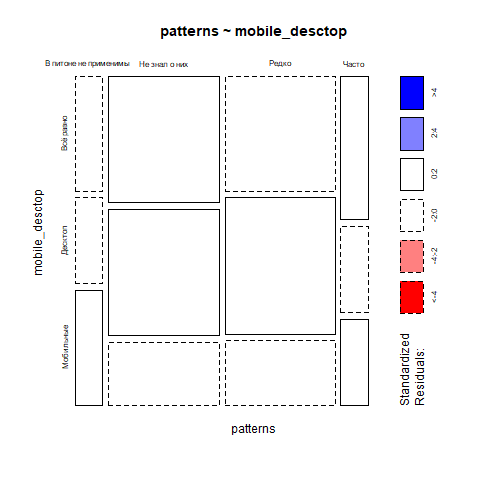 patterns ~ mobile_desctop
В питоне не применимы
Не знал о них
Редко
Часто
Всё равно
Десктоп
Мобильные
mobile_desctop
patterns
>4
2:4
0:2
-2:0
-4:-2
<-4
Standardized
Residuals: